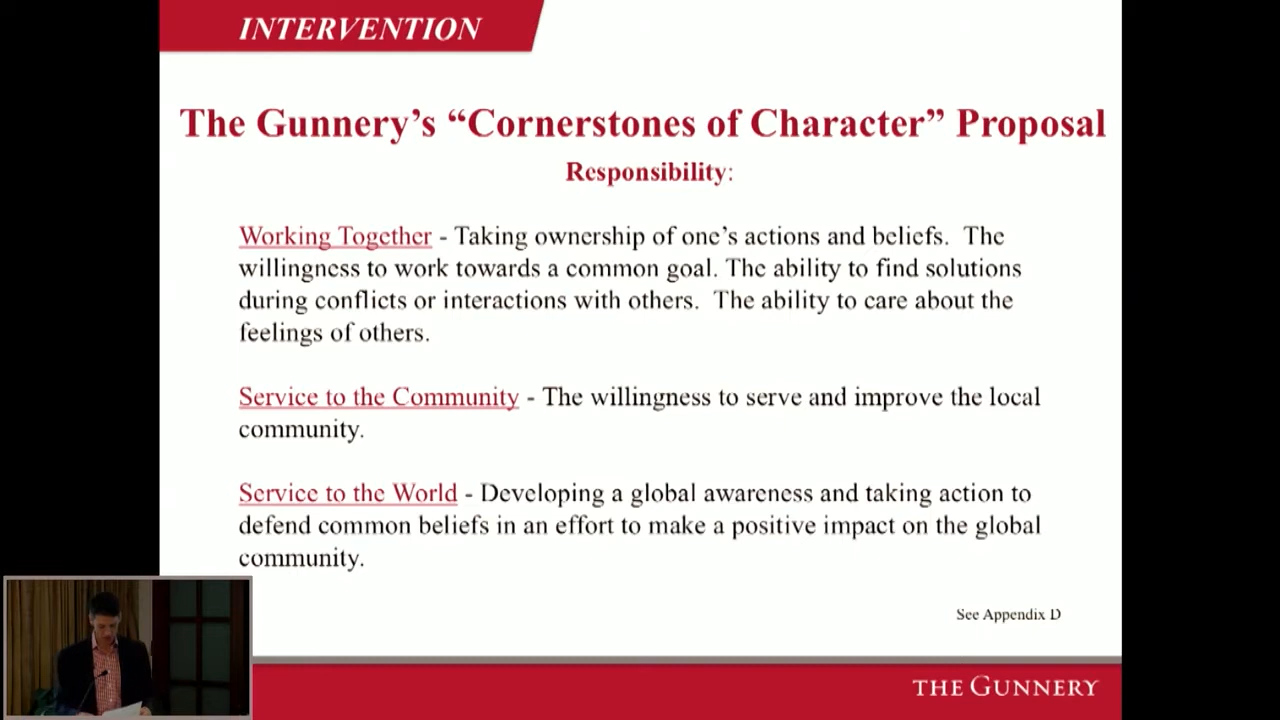 INTERVENTION
The Gunnery’s “Cornerstones of Character” Proposal
Responsibility:
Working Together - Taking ownership of one’s actions and beliefs. The
willingness to work towards a common goal. The ability to find solutions
during conflicts or interactions with others. The ability to care about the
feelings of others.
Service to the Community - The willingness to serve and improve the local
community.
Service to the World - Developing a global awareness and taking action to
defend common beliefs in an effort to make a positive impact on the global
community.
See Appendix D
THE GUNNERY